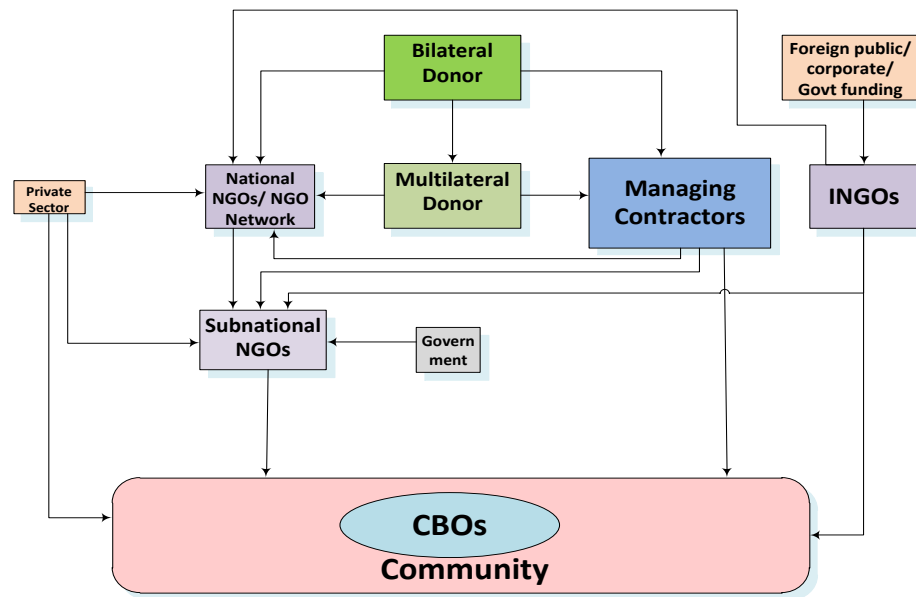 Bilateral
Donor
Foreign public/
corporate/
Govt funding
National
NGOs/ NGO
Network
Multilateral
Donor
Managing
Contractors
INGOs
Private
Sector
Subnational
NGOs
Govern
ment
CBOs
Community